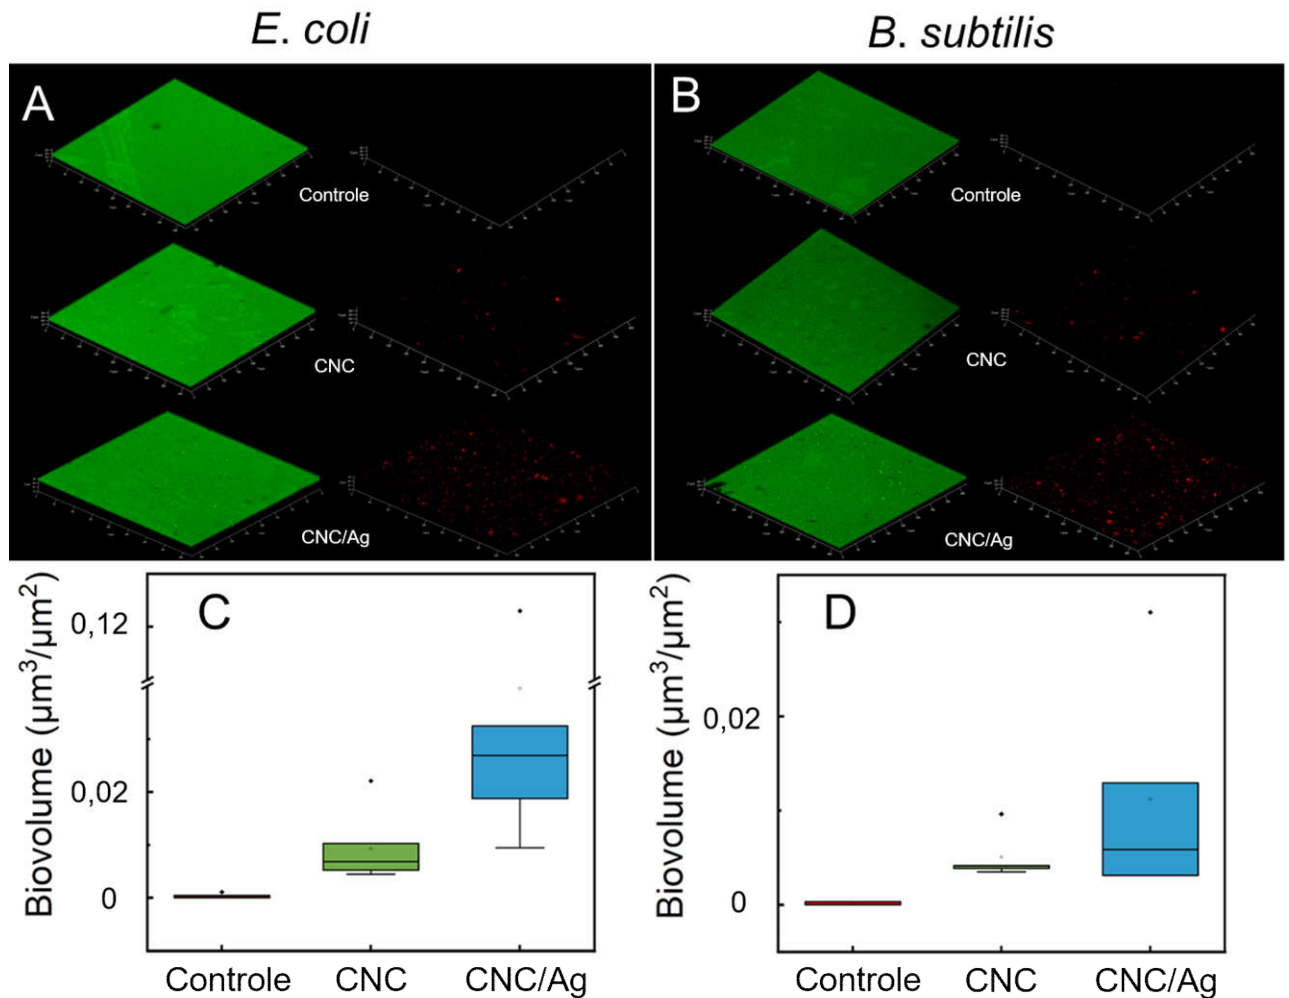 E. coli
B. subtilis
A
Controle
CNC
CNC/Ag
B
Controle
CNC
CNC/Ag
C
Biovolume (µm³/µm²)
0,12
0,02
0
Controle
CNC
CNC/Ag
D
Biovolume (µm³/µm²)
0,02
0
Controle
CNC
CNC/Ag